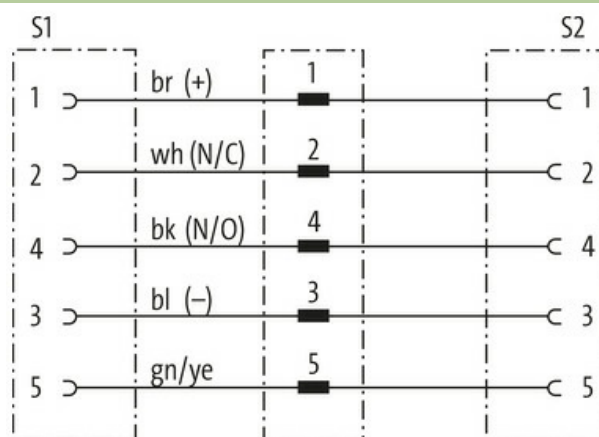 S1 S2
1 br (+) 1 1
2 wh (N/C) 2 2
4 bk (N/O) 4 4
3 bl (–) 3 3
5 gn/ye 5 5